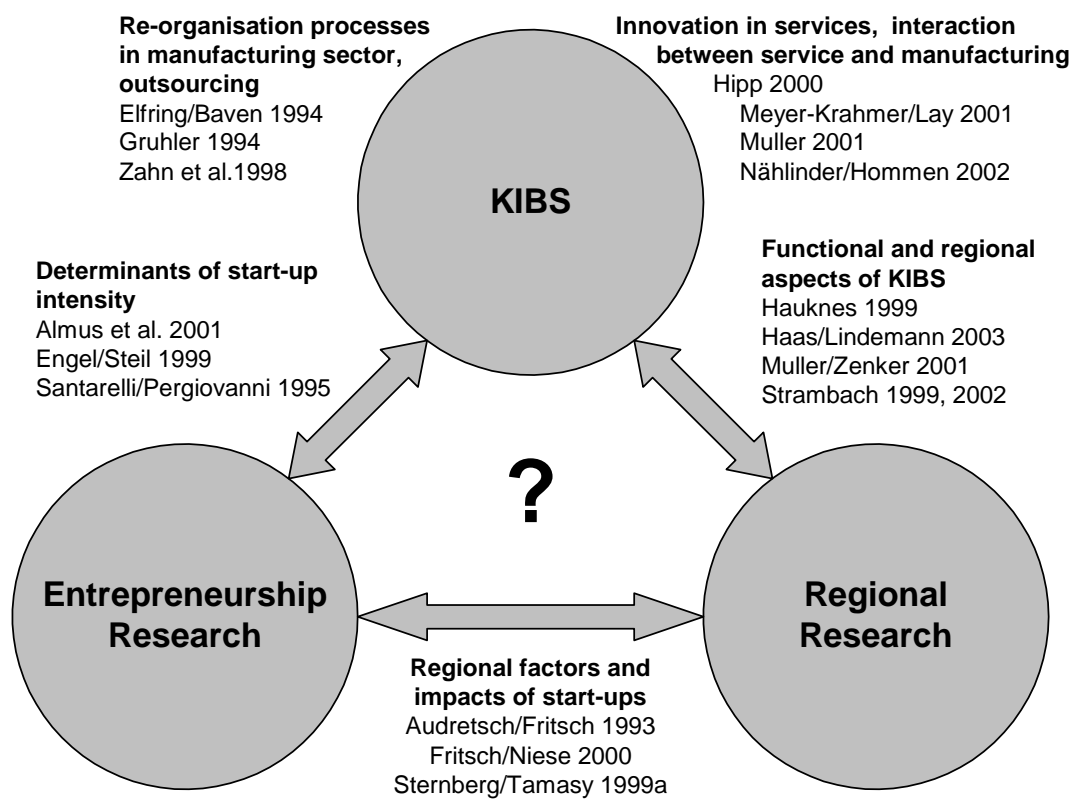 Re-organisation processes
in manufacturing sector,
outsourcing
Elfring/Baven 1994
Gruhler 1994
Zahn et al.1998
Innovation in services, interaction
between service and manufacturing
Hipp 2000
Meyer-Krahmer/Lay 2001
Muller 2001
Nählinder/Hommen 2002
KIBS
Determinants of start-up
intensity
Almus et al. 2001
Engel/Steil 1999
Santarelli/Pergiovanni 1995
Functional and regional
aspects of KIBS
Hauknes 1999
Haas/Lindemann 2003
Muller/Zenker 2001
Strambach 1999, 2002
?
Entrepreneurship
Research
Regional
Research
Regional factors and
impacts of start-ups
Audretsch/Fritsch 1993
Fritsch/Niese 2000
Sternberg/Tamasy 1999a